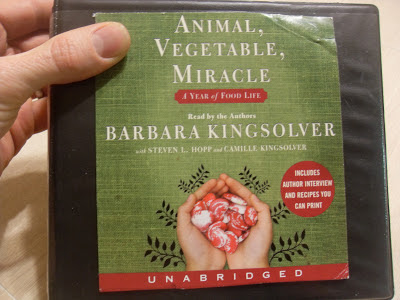 ANIMAL,
VEGETABLE,
MIRACLE
A YEAR OF FOOD LIFE
Read by the Authors
BARBARA KINGSOLVER
with STEVEN L. HOPP and CAMILLE KINGSOLVER
INCLUDES
AUTHOR INTERVIEW
AND RECIPES YOU
CAN PRINT
UNABRIDGED